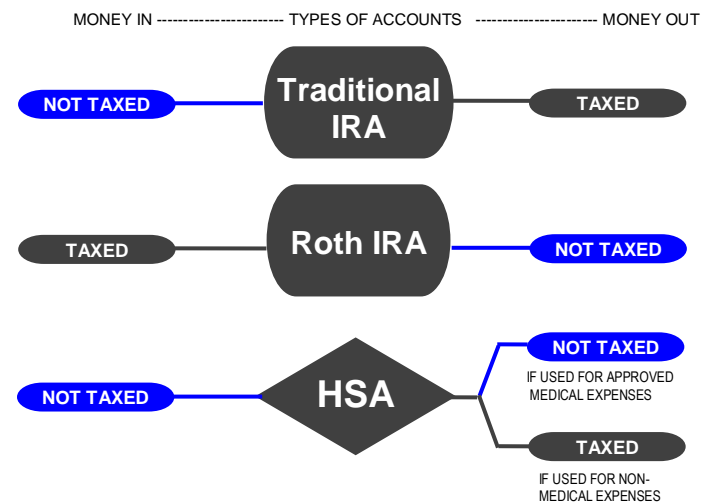 MONEY IN ------------------------ TYPES OF ACCOUNTS ----------------------- MONEY OUT
NOT TAXED
Traditional
IRA
TAXED
TAXED
Roth IRA
NOT TAXED
NOT TAXED
HSA
NOT TAXED
IF USED FOR APPROVED
MEDICAL EXPENSES
TAXED
IF USED FOR NON-
MEDICAL EXPENSES